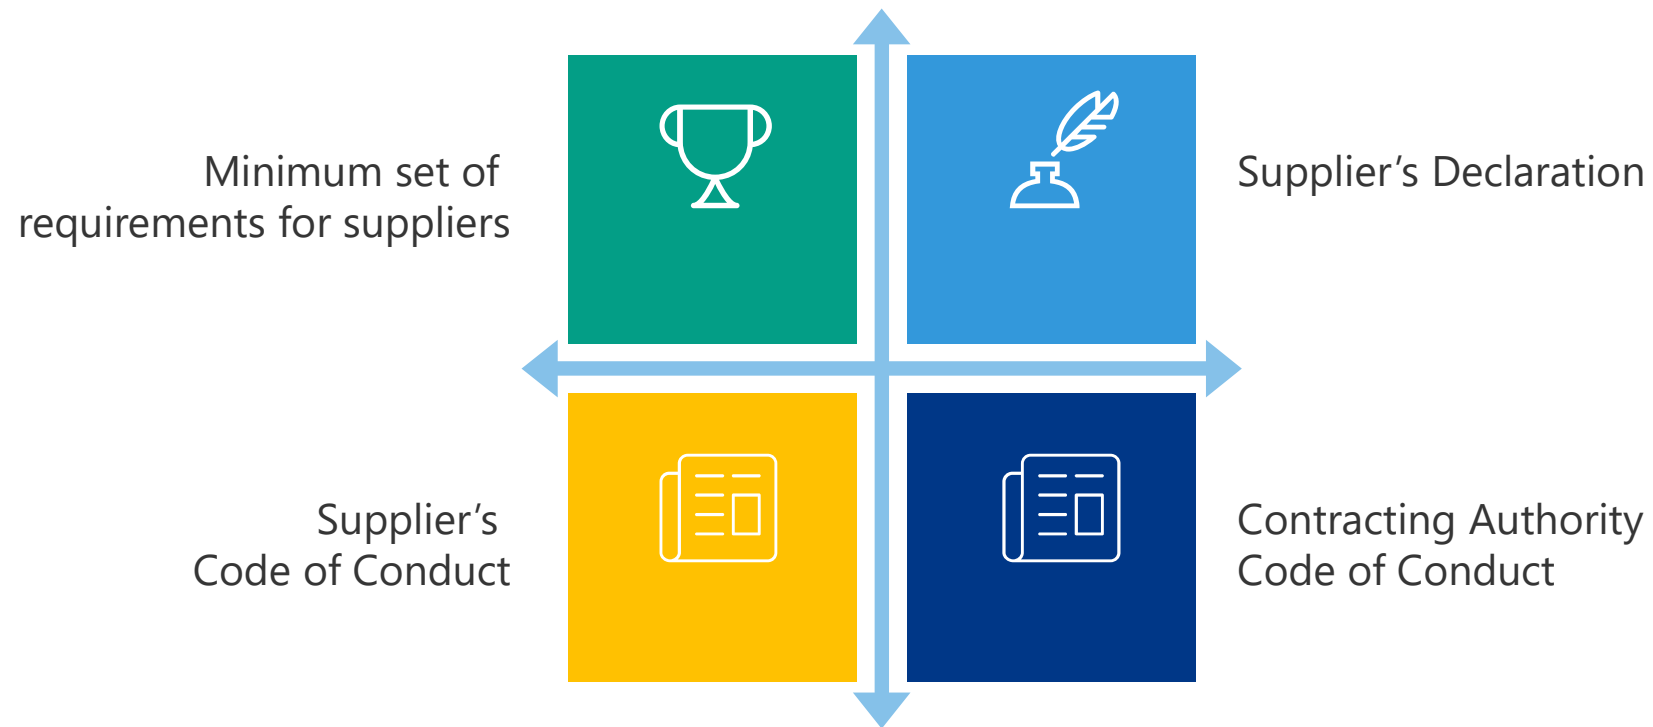 Minimum set of
requirements for suppliers
Supplier’s Declaration
Supplier’s
Code of Conduct
Contracting Authority
Code of Conduct